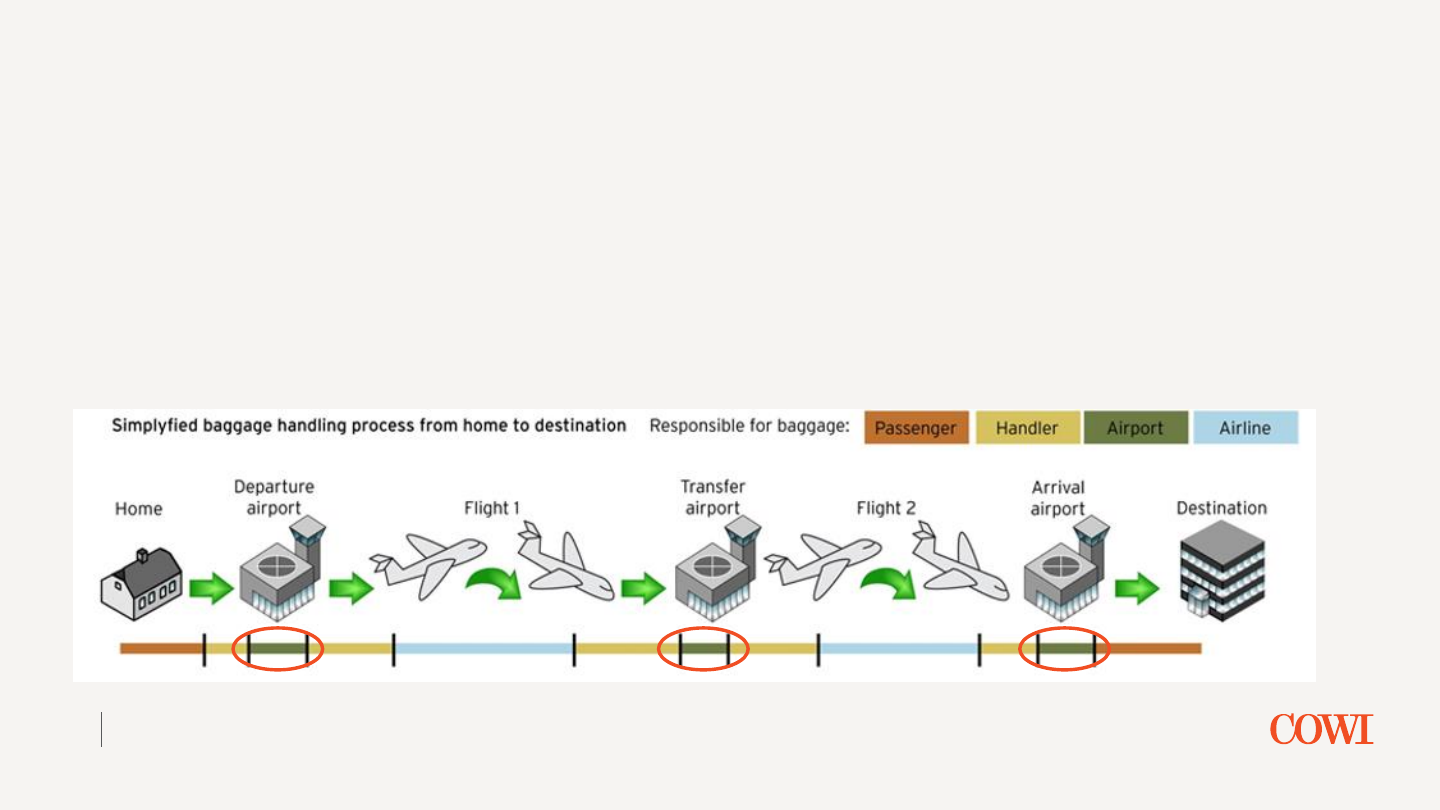 Simplyfied baggage handling process from home to destination
Responsible for baggage:
Passenger
Handler
Airport
Airline
Home
Departure
airport
Flight 1
Transfer
airport
Flight 2
Arrival
airport
Destination
COWI